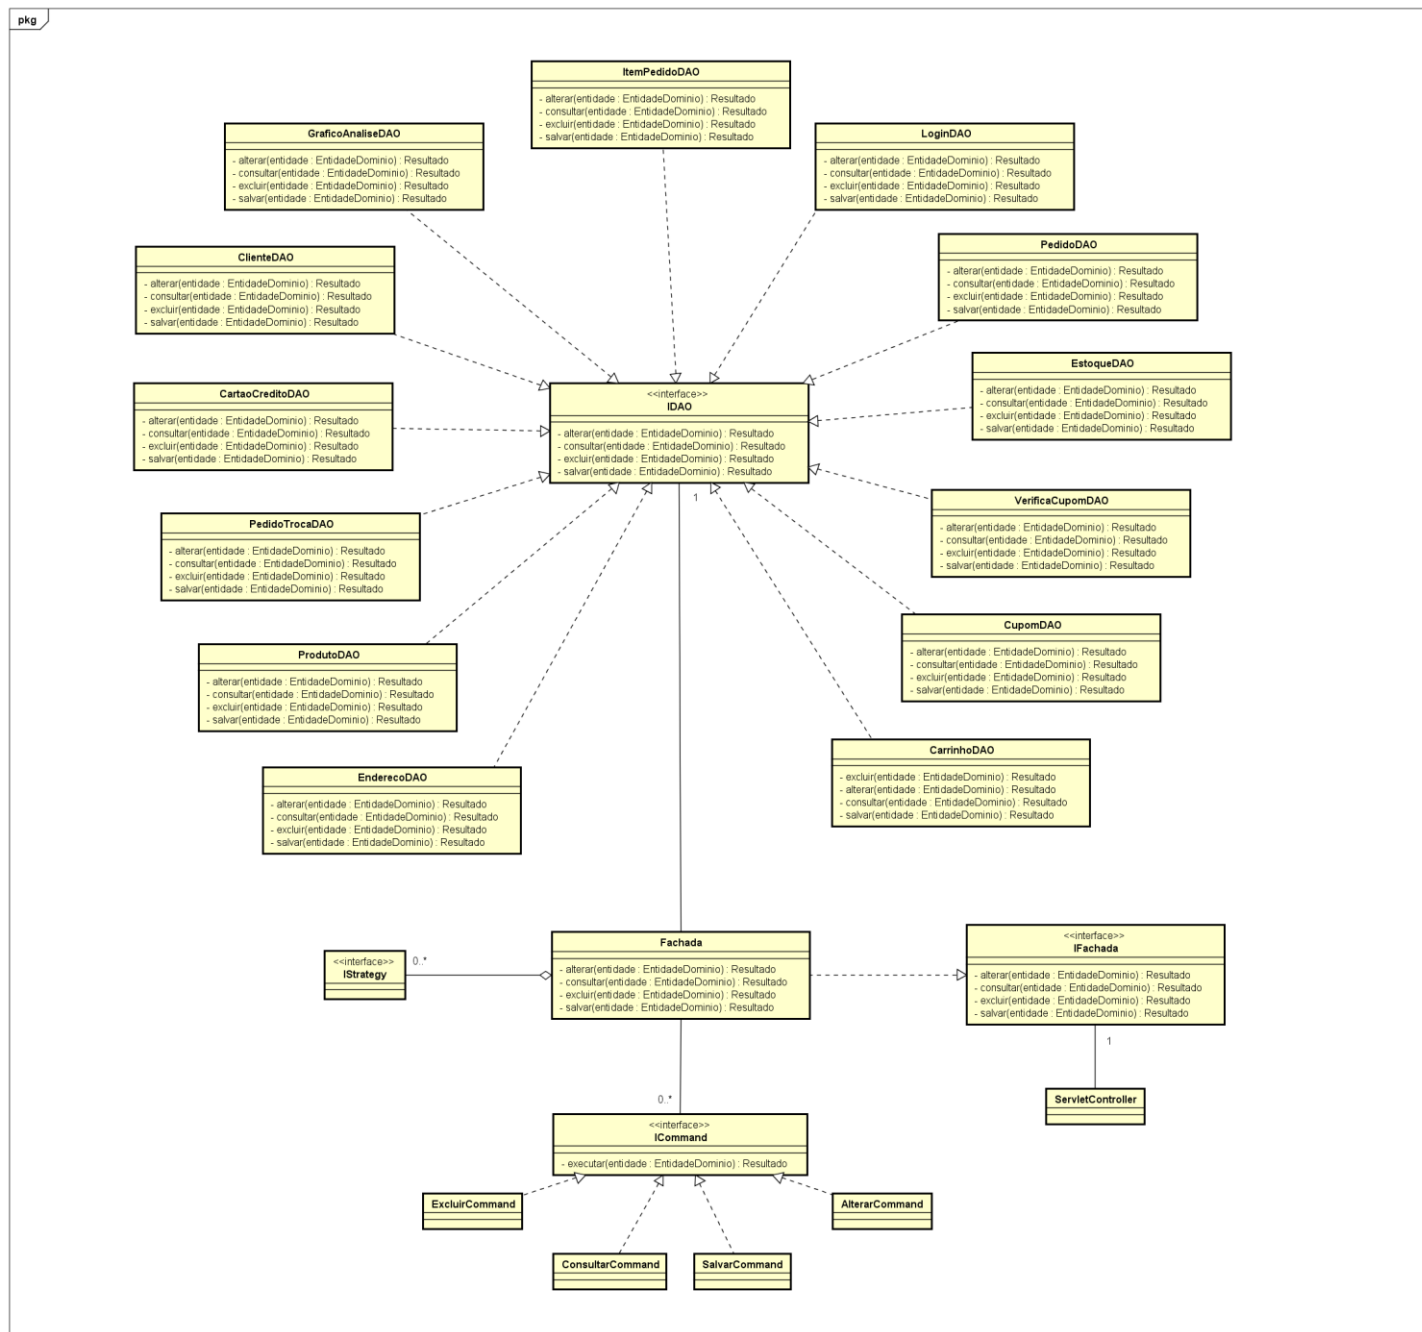 pkg
ItemPedidoDAO
- alterar(entidade : EntidadeDominio) : Resultado
- consultar(entidade : EntidadeDominio) : Resultado
- excluir(entidade : EntidadeDominio) : Resultado
- salvar(entidade : EntidadeDominio) : Resultado
GraficoAnaliseDAO
- alterar(entidade : EntidadeDominio) : Resultado
- consultar(entidade : EntidadeDominio) : Resultado
- excluir(entidade : EntidadeDominio) : Resultado
- salvar(entidade : EntidadeDominio) : Resultado
LoginDAO
- alterar(entidade : EntidadeDominio) : Resultado
- consultar(entidade : EntidadeDominio) : Resultado
- excluir(entidade : EntidadeDominio) : Resultado
- salvar(entidade : EntidadeDominio) : Resultado
ClienteDAO
- alterar(entidade : EntidadeDominio) : Resultado
- consultar(entidade : EntidadeDominio) : Resultado
- excluir(entidade : EntidadeDominio) : Resultado
- salvar(entidade : EntidadeDominio) : Resultado
PedidoDAO
- alterar(entidade : EntidadeDominio) : Resultado
- consultar(entidade : EntidadeDominio) : Resultado
- excluir(entidade : EntidadeDominio) : Resultado
- salvar(entidade : EntidadeDominio) : Resultado
CartaoCreditoDAO
- alterar(entidade : EntidadeDominio) : Resultado
- consultar(entidade : EntidadeDominio) : Resultado
- excluir(entidade : EntidadeDominio) : Resultado
- salvar(entidade : EntidadeDominio) : Resultado
<<interface>>
IDAO
- alterar(entidade : EntidadeDominio) : Resultado
- consultar(entidade : EntidadeDominio) : Resultado
- excluir(entidade : EntidadeDominio) : Resultado
- salvar(entidade : EntidadeDominio) : Resultado
1
EstoqueDAO
- alterar(entidade : EntidadeDominio) : Resultado
- consultar(entidade : EntidadeDominio) : Resultado
- excluir(entidade : EntidadeDominio) : Resultado
- salvar(entidade : EntidadeDominio) : Resultado
PedidoTrocaDAO
- alterar(entidade : EntidadeDominio) : Resultado
- consultar(entidade : EntidadeDominio) : Resultado
- excluir(entidade : EntidadeDominio) : Resultado
- salvar(entidade : EntidadeDominio) : Resultado
VerificaCupomDAO
- alterar(entidade : EntidadeDominio) : Resultado
- consultar(entidade : EntidadeDominio) : Resultado
- excluir(entidade : EntidadeDominio) : Resultado
- salvar(entidade : EntidadeDominio) : Resultado
ProdutoDAO
- alterar(entidade : EntidadeDominio) : Resultado
- consultar(entidade : EntidadeDominio) : Resultado
- excluir(entidade : EntidadeDominio) : Resultado
- salvar(entidade : EntidadeDominio) : Resultado
CupomDAO
- alterar(entidade : EntidadeDominio) : Resultado
- consultar(entidade : EntidadeDominio) : Resultado
- excluir(entidade : EntidadeDominio) : Resultado
- salvar(entidade : EntidadeDominio) : Resultado
EnderecoDAO
- alterar(entidade : EntidadeDominio) : Resultado
- consultar(entidade : EntidadeDominio) : Resultado
- excluir(entidade : EntidadeDominio) : Resultado
- salvar(entidade : EntidadeDominio) : Resultado
CarrinhoDAO
- excluir(entidade : EntidadeDominio) : Resultado
- alterar(entidade : EntidadeDominio) : Resultado
- consultar(entidade : EntidadeDominio) : Resultado
- salvar(entidade : EntidadeDominio) : Resultado
<<interface>>
IStrategy
0..*
Fachada
- alterar(entidade : EntidadeDominio) : Resultado
- consultar(entidade : EntidadeDominio) : Resultado
- excluir(entidade : EntidadeDominio) : Resultado
- salvar(entidade : EntidadeDominio) : Resultado
<<interface>>
IFachada
- alterar(entidade : EntidadeDominio) : Resultado
- consultar(entidade : EntidadeDominio) : Resultado
- excluir(entidade : EntidadeDominio) : Resultado
- salvar(entidade : EntidadeDominio) : Resultado
1
ServletController
0..*
<<interface>>
ICommand
- executar(entidade : EntidadeDominio) : Resultado
ExcluirCommand
AlterarCommand
ConsultarCommand
SalvarCommand